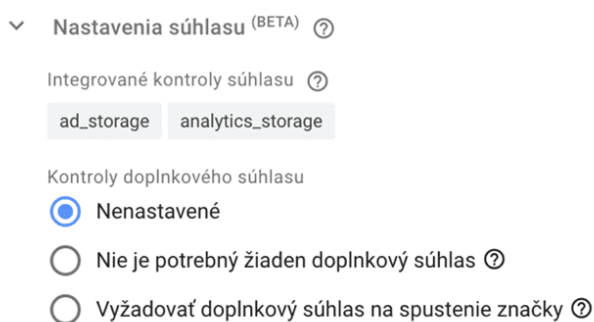 Nastavenia súhlasu (BETA)
Integrované kontroly súhlasu
ad_storage analytics_storage
Kontroly doplnkového súhlasu
Nenastavené
Nie je potrebný žiaden doplnkový súhlas
Vyžadovať doplnkový súhlas na spustenie značky